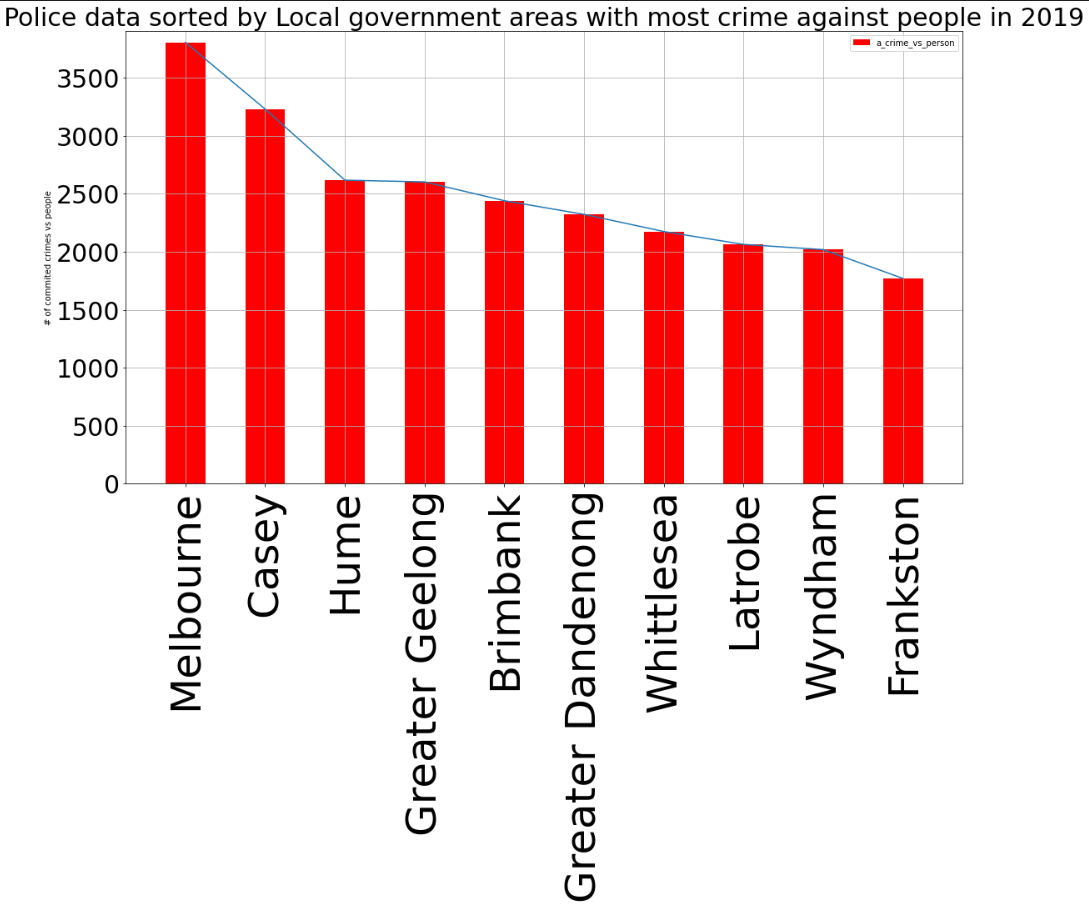 Police data sorted by Local government areas with most crime against people in 2019
a_crime_vs_person
# of commited crimes vs people
3500
3000
2500
2000
1500
1000
500
0
Melbourne
Casey
Hume
Greater Geelong
Brimbank
Greater Dandenong
Whittlesea
Latrobe
Wyndham
Frankston